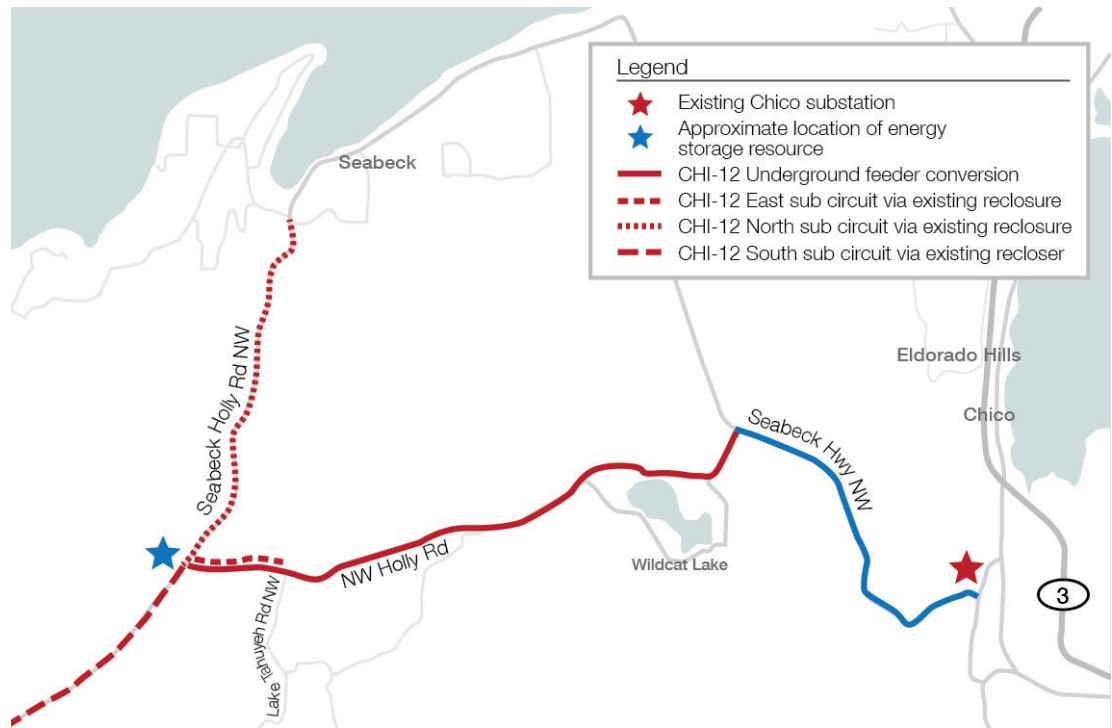 Legend
Existing Chico substation
Approximate location of energy
storage resource
CHI-12 Underground feeder conversion
CHI-12 East sub circuit via existing reclosure
CHI-12 North sub circuit via existing reclosure
CHI-12 South sub circuit via existing recloser
Seabeck
Eldorado Hills
Chico
Seabeck Holly Rd NW
Seabeck Hwy NW
NW Holly Rd
Wildcat Lake
Lake Tahuyeh Rd NW
3